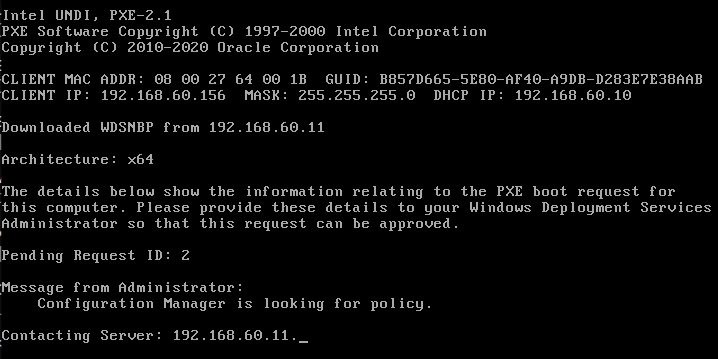 Intel UNDI, PXE-2.1
PXE Software Copyright (C) 1997-2000 Intel Corporation
Copyright (C) 2010-2020 Oracle Corporation
CLIENT MAC ADDR: 08 00 27 64 00 1B  GUID: B857D665-5E80-AF40-A9DB-D283E7E38AAB
CLIENT IP: 192.168.60.156  MASK: 255.255.255.0  DHCP IP: 192.168.60.10
Downloaded WDSNBP from 192.168.60.11
Architecture: x64
The details below show the information relating to the PXE boot request for
this computer. Please provide these details to your Windows Deployment Services
Administrator so that this request can be approved.
Pending Request ID: 2
Message from Administrator:
Configuration Manager is looking for policy.
Contacting Server: 192.168.60.11._